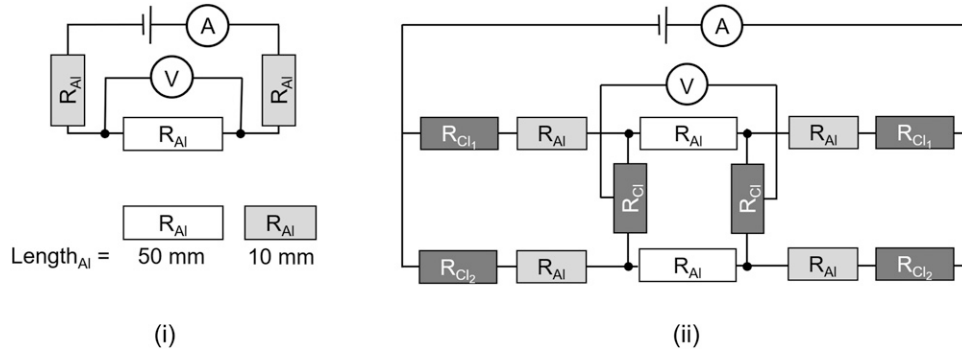 A
R_Al
V
R_Al
R_Al
R_Al R_Al
Length_Al = 50 mm 10 mm
(i)
A
V
R_Cl₁ R_Al R_Al R_Al R_Cl₁
R_Cl R_Cl
R_Cl₂ R_Al R_Al R_Al R_Cl₂
(ii)